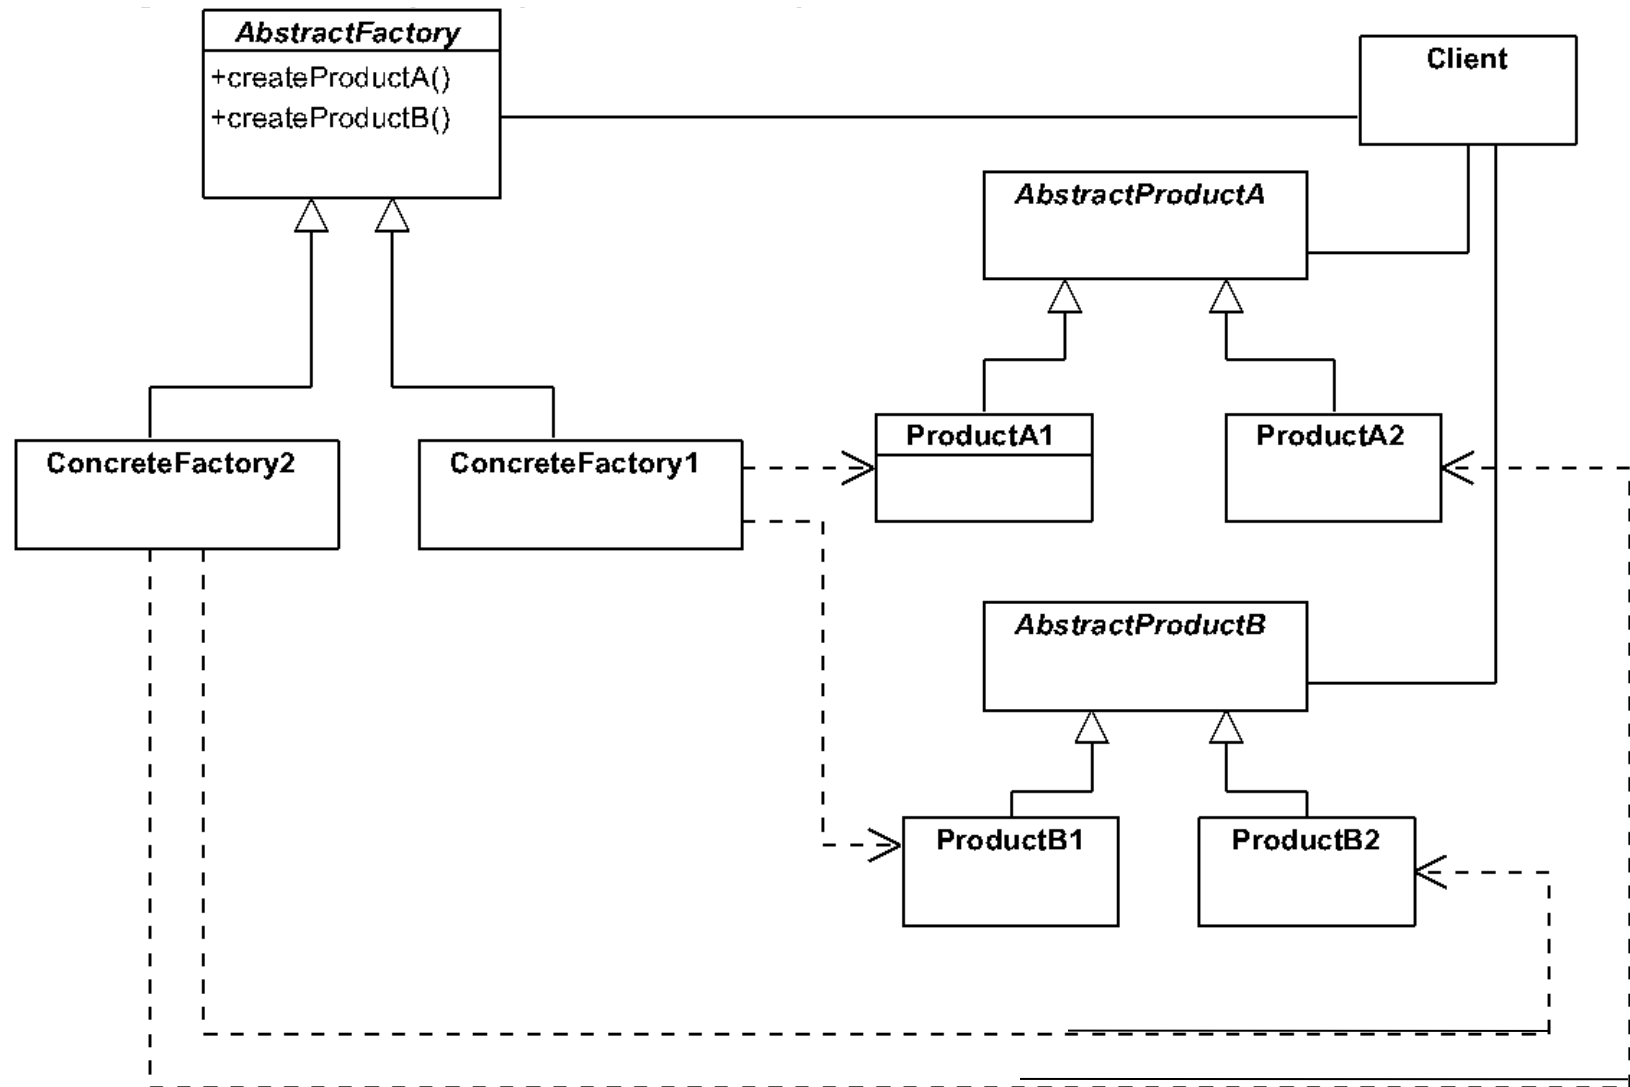 AbstractFactory
+createProductA()
+createProductB()
Client
AbstractProductA
ProductA1
ProductA2
ConcreteFactory2
ConcreteFactory1
AbstractProductB
ProductB1
ProductB2